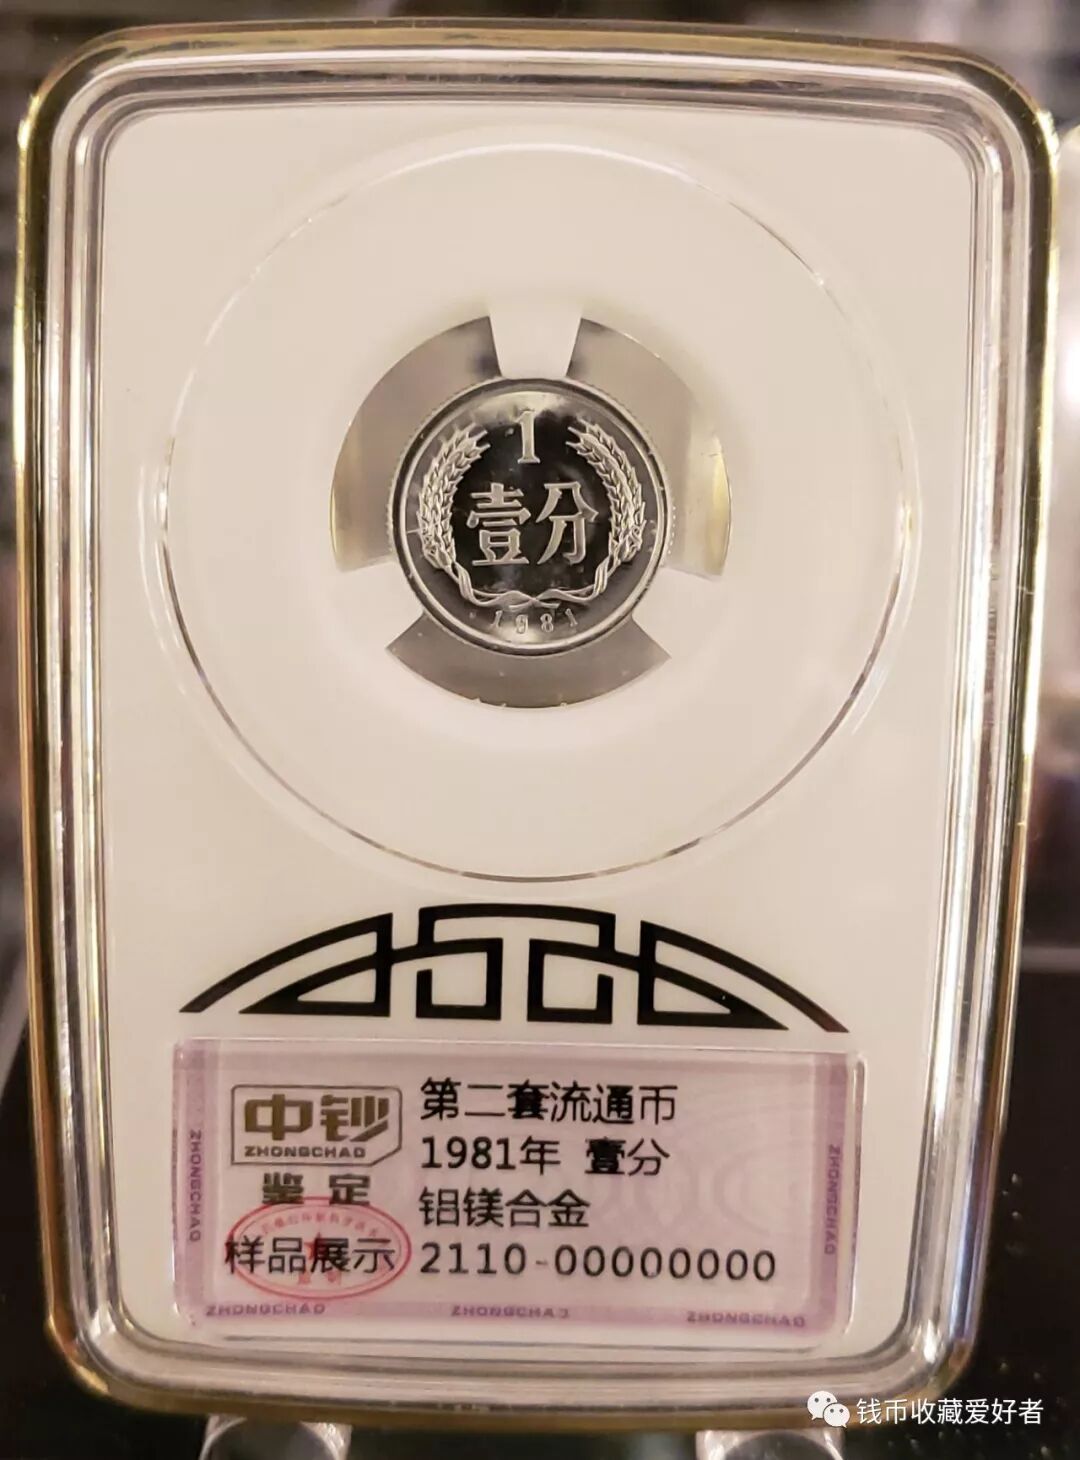 1
壹分
1981
中钞
ZHONGCHAO
鉴定
样品展示
第二套流通币
1981年 壹分
铝镁合金
2110-00000000
ZHONGCHAO
ZHONGCHAO
ZHONGCHAO
ZHONGCHAO
ZHONGCHAO
钱币收藏爱好者